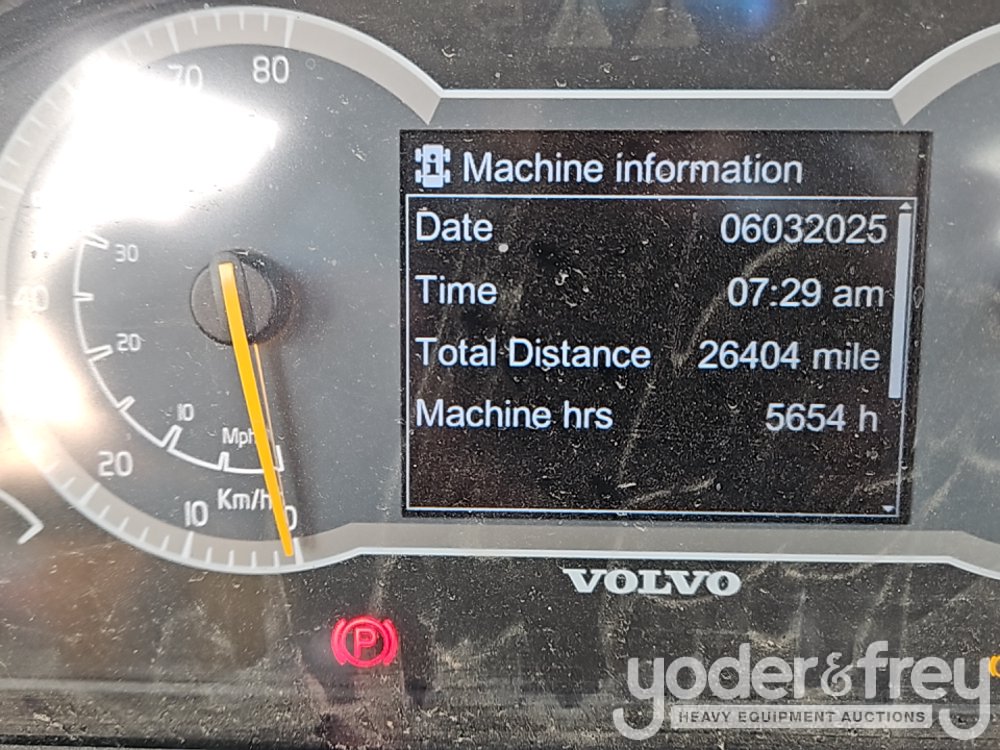 80
70
Machine information
Date 06032025
30
Time 07:29 am
40
20
Total Distance 26404 mile
10
Machine hrs 5654 h
Mph
20
Km/h
10
0
VOLVO
P
yoder&frey
HEAVY EQUIPMENT AUCTIONS